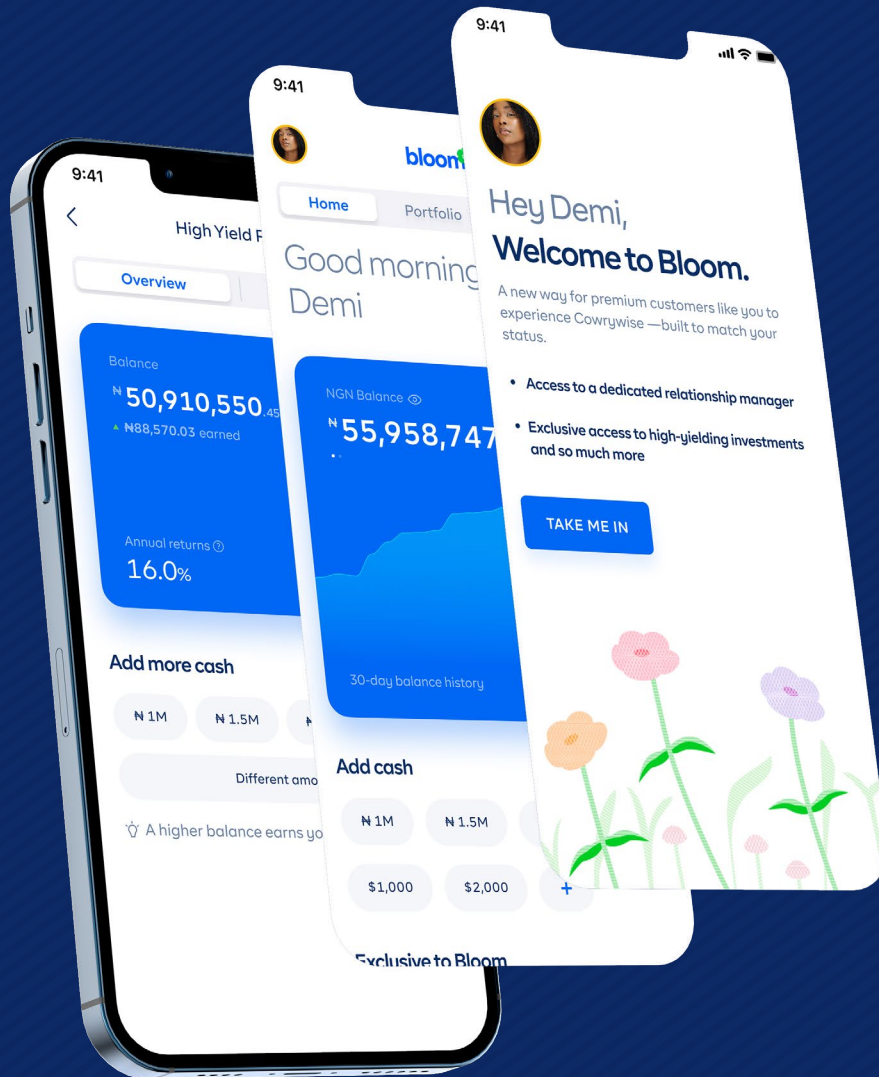 9:41
High Yield
Overview
Balance
₦50,910,550.45
₦88,570.03 earned
Annual returns ?
16.0%
Add more cash
₦ 1M
₦ 1.5M
₦
Different
A higher balance earns
9:41
bloom
Home
Portfolio
Good morning
Demi
NGN Balance
₦55,958,747
30-day balance history
Add cash
₦ 1M
₦ 1.5M
$1,000
$2,000
+
Exclusive to Bloom
9:41
Hey Demi,
Welcome to Bloom.
A new way for premium customers like you to
experience Cowrywise —built to match your
status.
• Access to a dedicated relationship manager
• Exclusive access to high-yielding investments
and so much more
TAKE ME IN